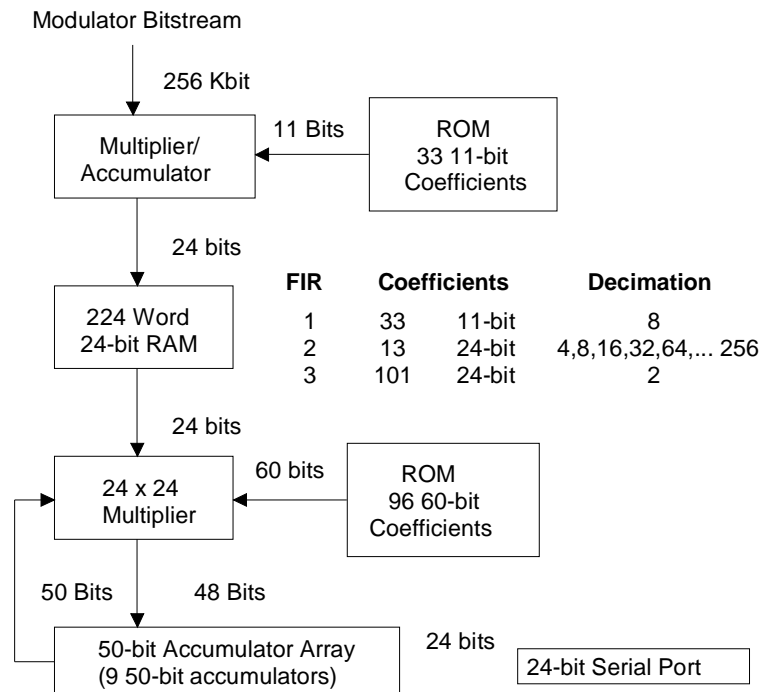 Modulator Bitstream
256 Kbit
Multiplier/
Accumulator
11 Bits
ROM
33 11-bit
Coefficients
24 bits
224 Word
24-bit RAM
FIR Coefficients Decimation
1 33 11-bit 8
2 13 24-bit 4,8,16,32,64,... 256
3 101 24-bit 2
24 bits
24 x 24
Multiplier
60 bits
ROM
96 60-bit
Coefficients
50 Bits
48 Bits
50-bit Accumulator Array
(9 50-bit accumulators)
24 bits
24-bit Serial Port